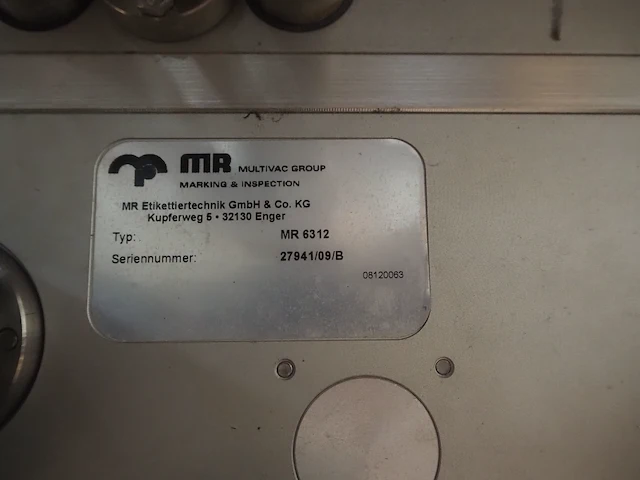 MR MULTIVAC GROUP
MARKING & INSPECTION
MR Etikettiertechnik GmbH & Co. KG
Kupferweg 5 • 32130 Enger
Typ: MR 6312
Seriennummer: 27941/09/B
08120063